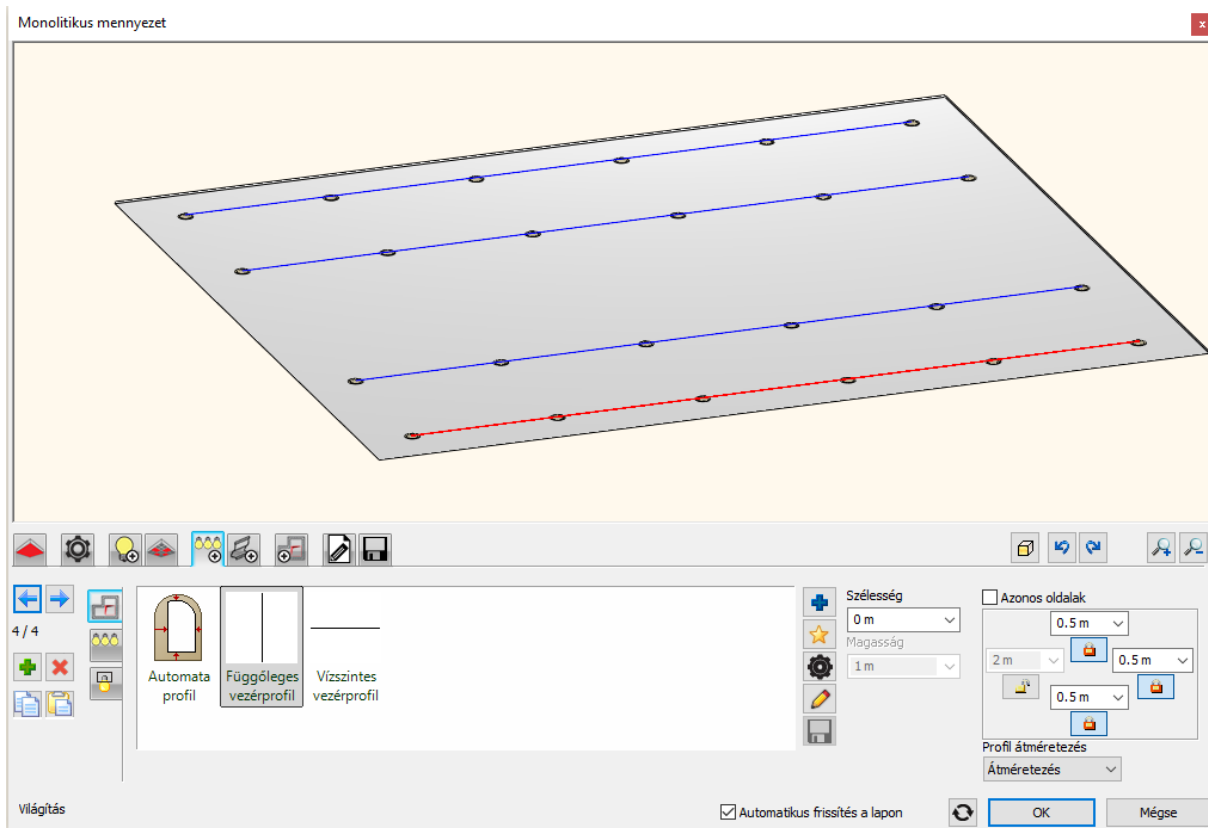 Monolitikus mennyezet
x
4 / 4
Automata
profil
Függőleges
vezérprofil
Vízszintes
vezérprofil
Szélesség
0 m
Magasság
1 m
Azonos oldalak
0.5 m
2 m
0.5 m
0.5 m
Profil átméretezés
Átméretezés
Világítás
Automatikus frissítés a lapon
OK
Mégse